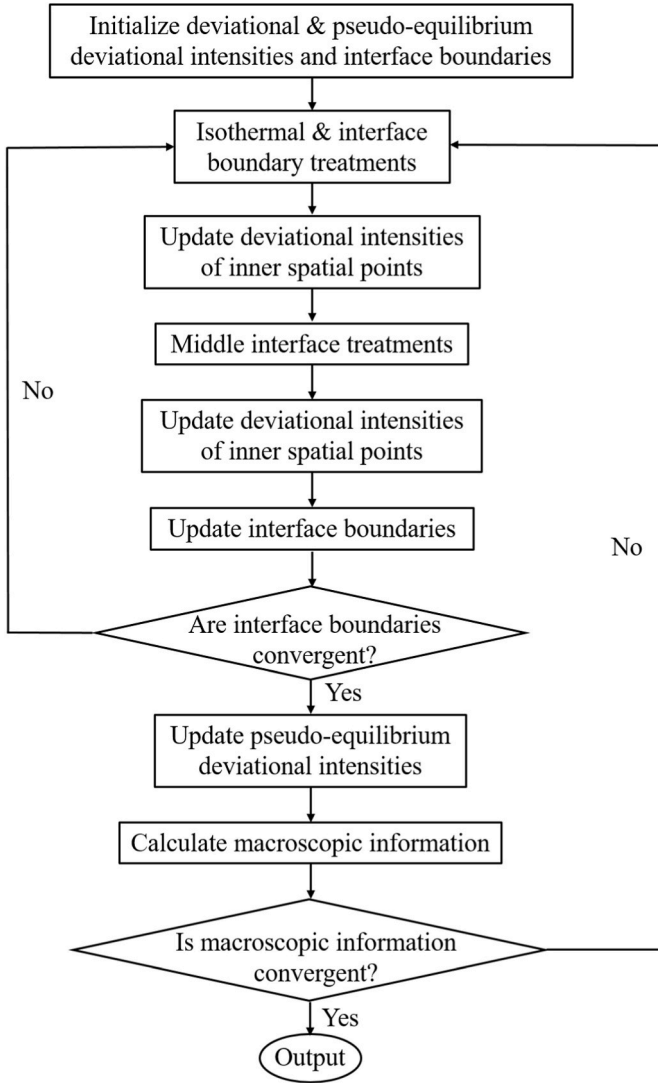 Initialize deviational & pseudo-equilibrium
deviational intensities and interface boundaries
Isothermal & interface
boundary treatments
Update deviational intensities
of inner spatial points
Middle interface treatments
No
Update deviational intensities
of inner spatial points
Update interface boundaries
No
Are interface boundaries
convergent?
Yes
Update pseudo-equilibrium
deviational intensities
Calculate macroscopic information
Is macroscopic information
convergent?
Yes
Output